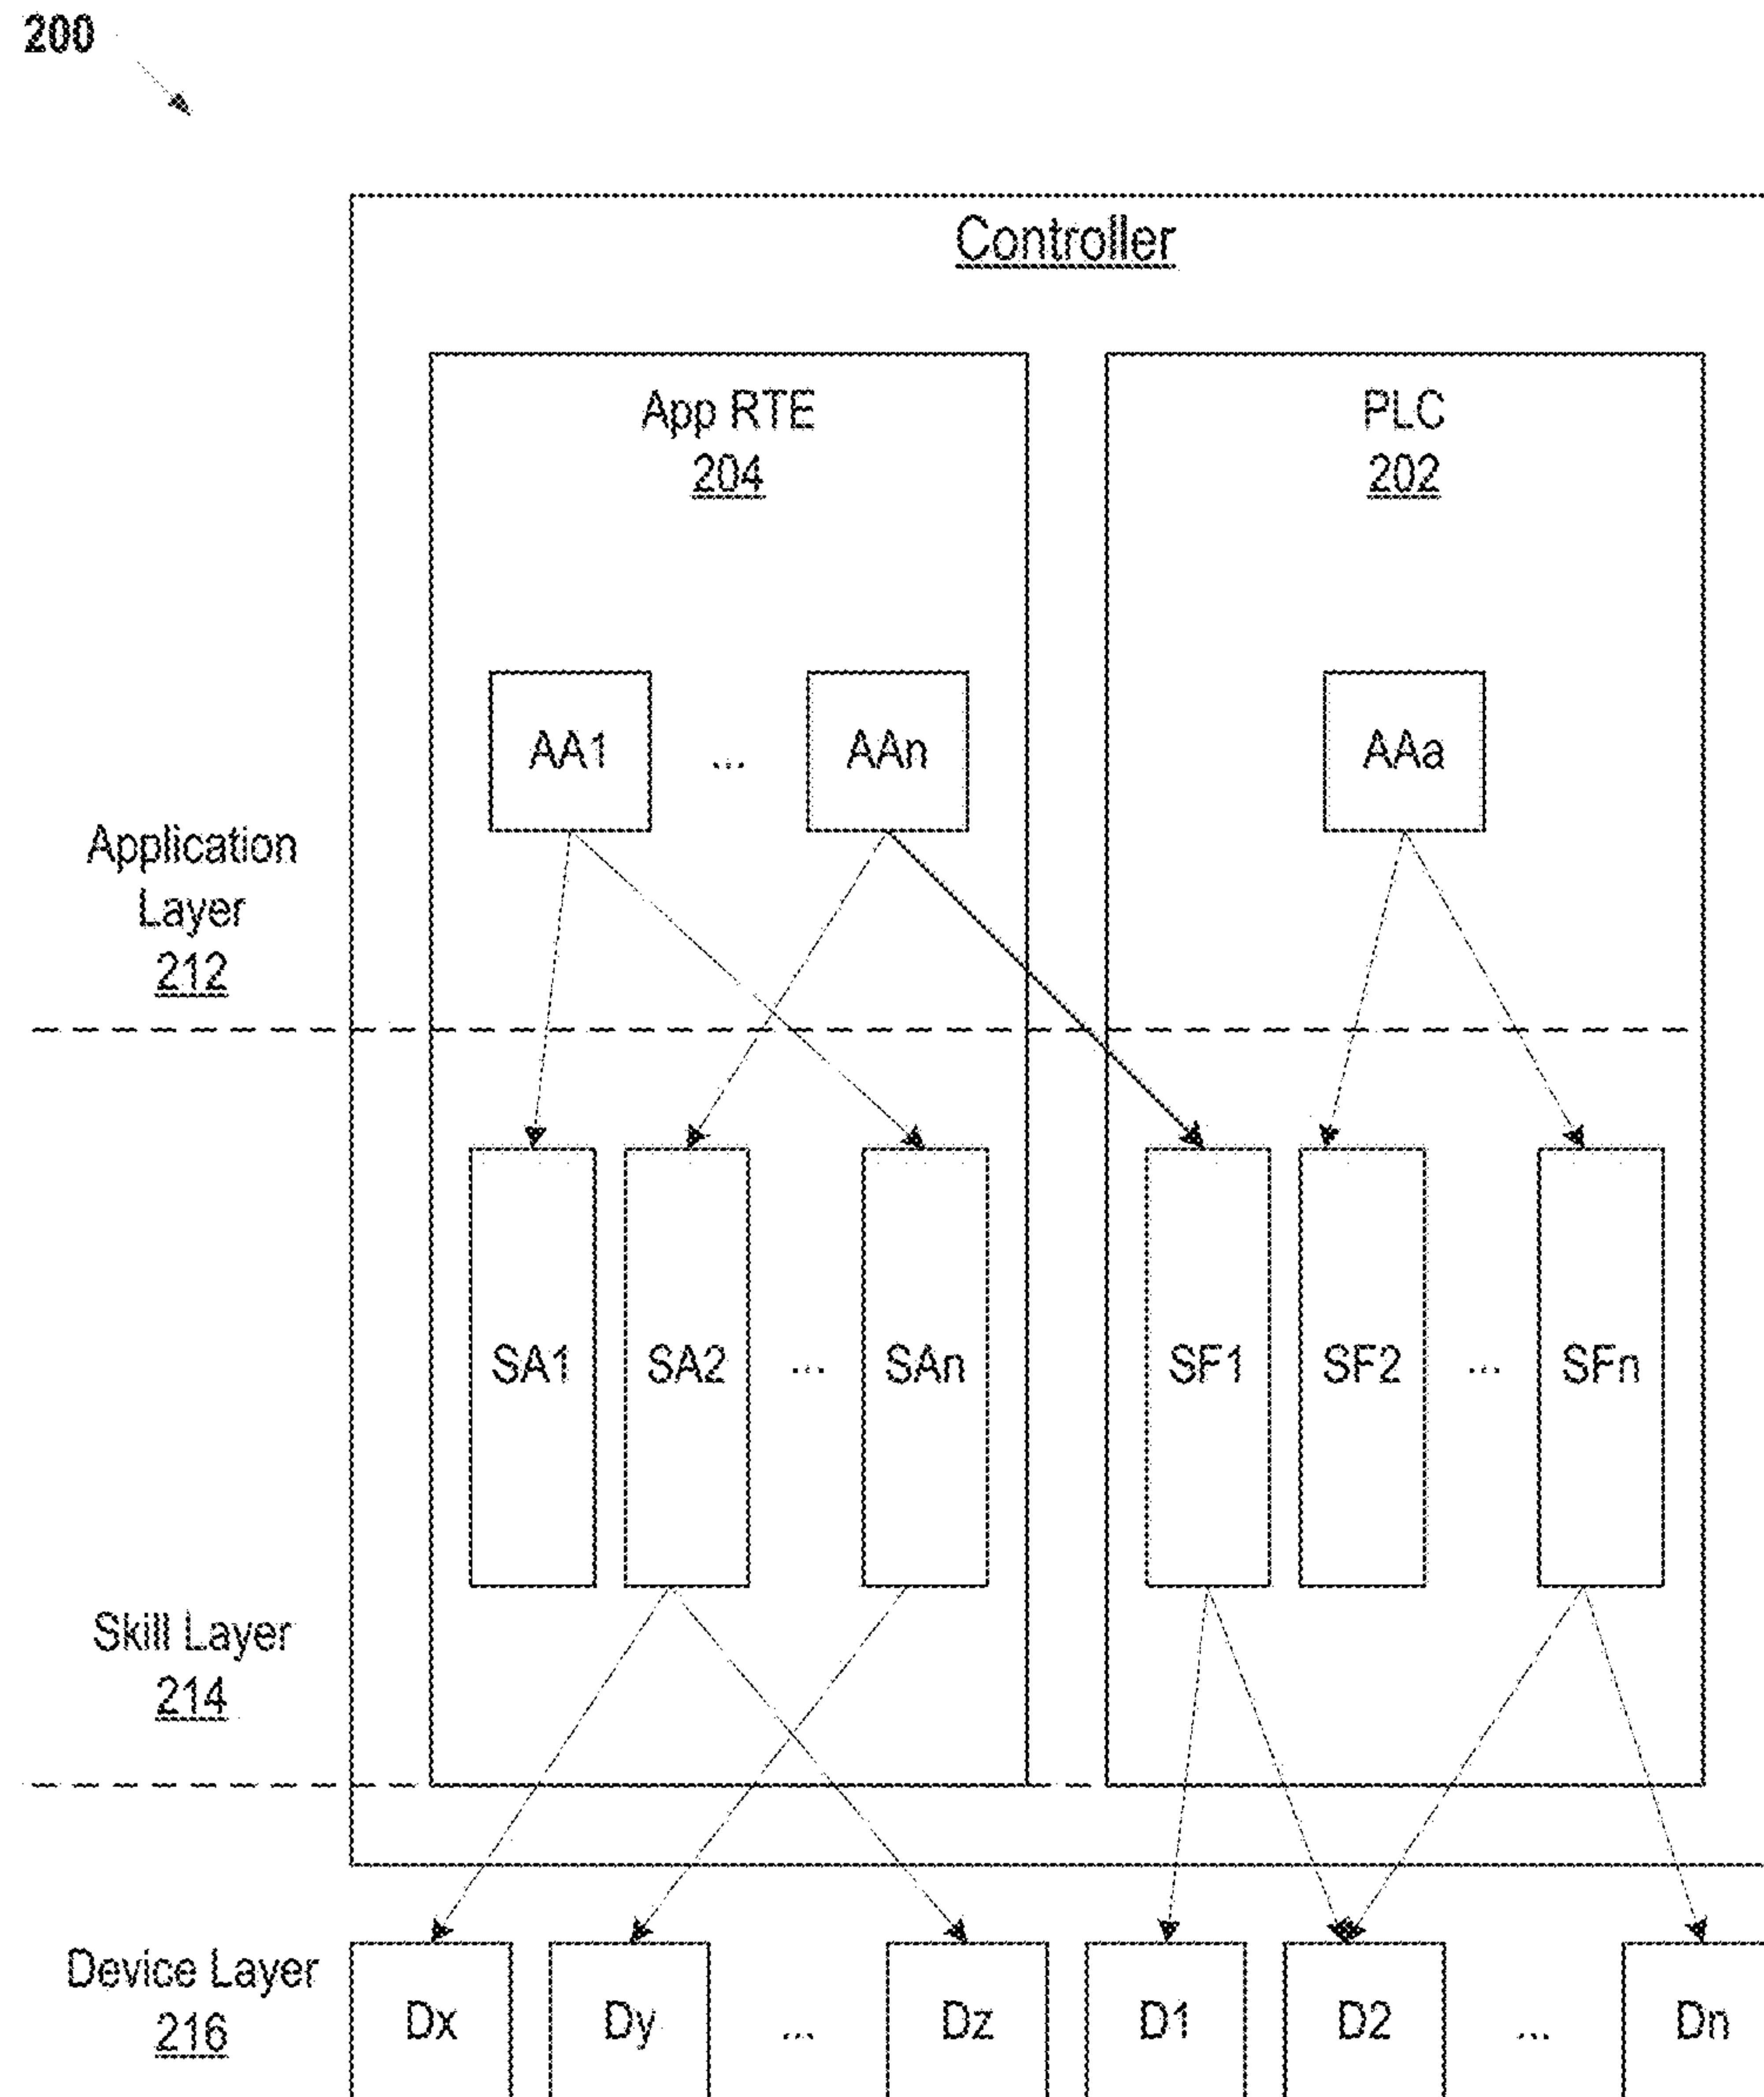 200
Controller
App RTE
204
PLC
202
AA1 ... AAn
AAa
Application
Layer
212
SA1 SA2 ... SAn
SF1 SF2 ... SFn
Skill Layer
214
Device Layer
216
Dx Dy ... Dz D1 D2 ... Dn